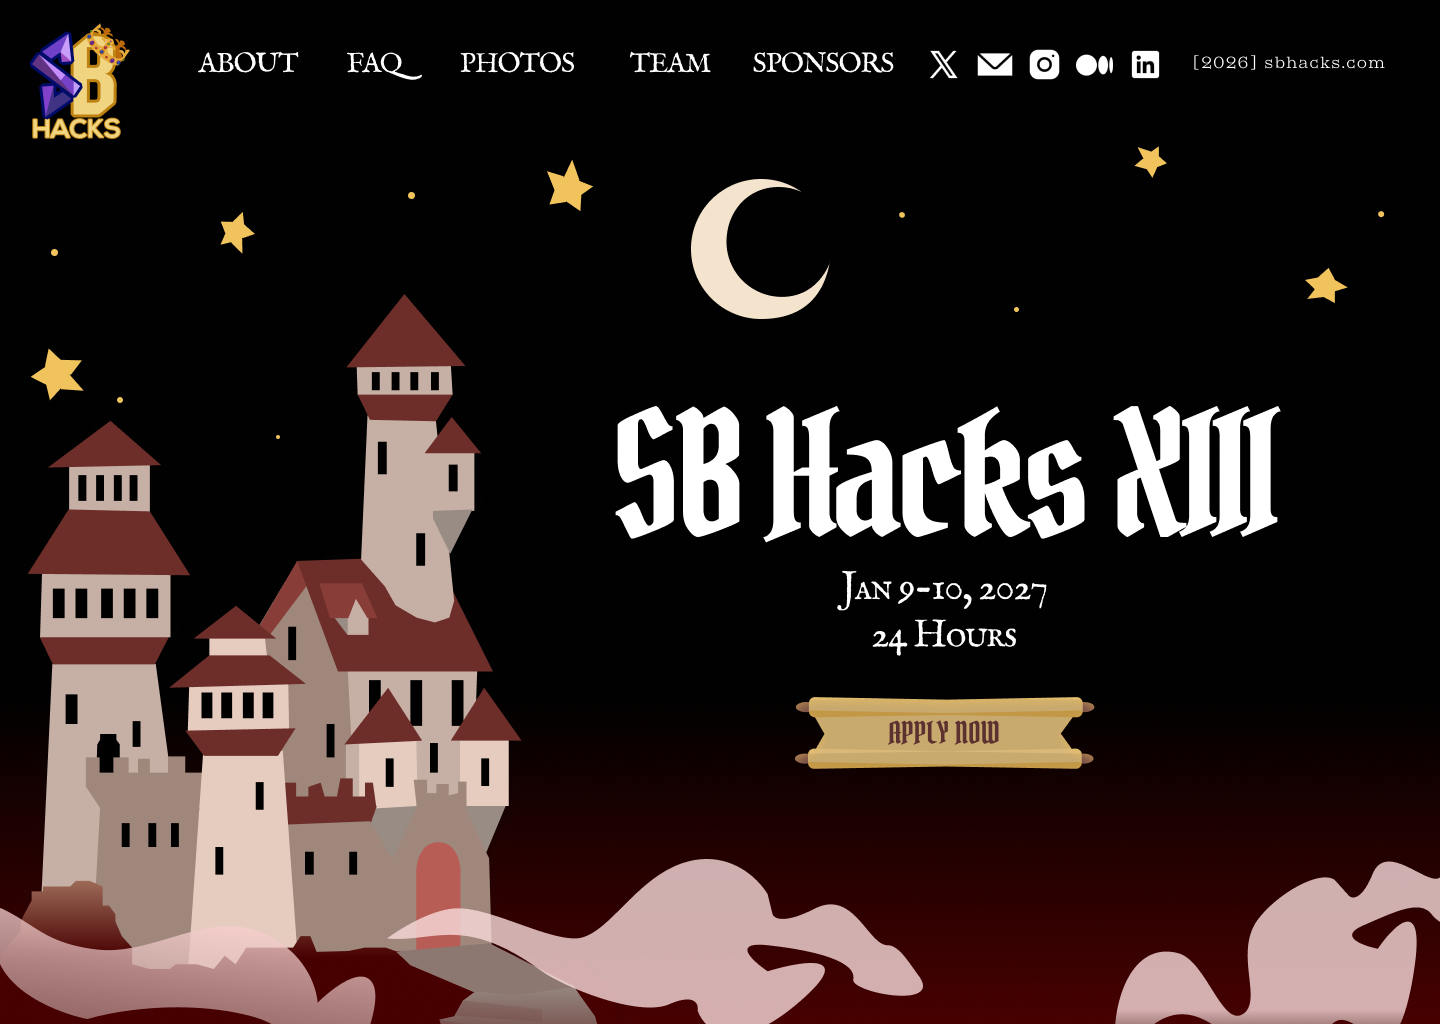 SB
HACKS
ABOUT FAQ PHOTOS TEAM SPONSORS in [2026] sbhacks.com
SB Hacks XIII
Jan 9-10, 2027
24 Hours
APPLY NOW